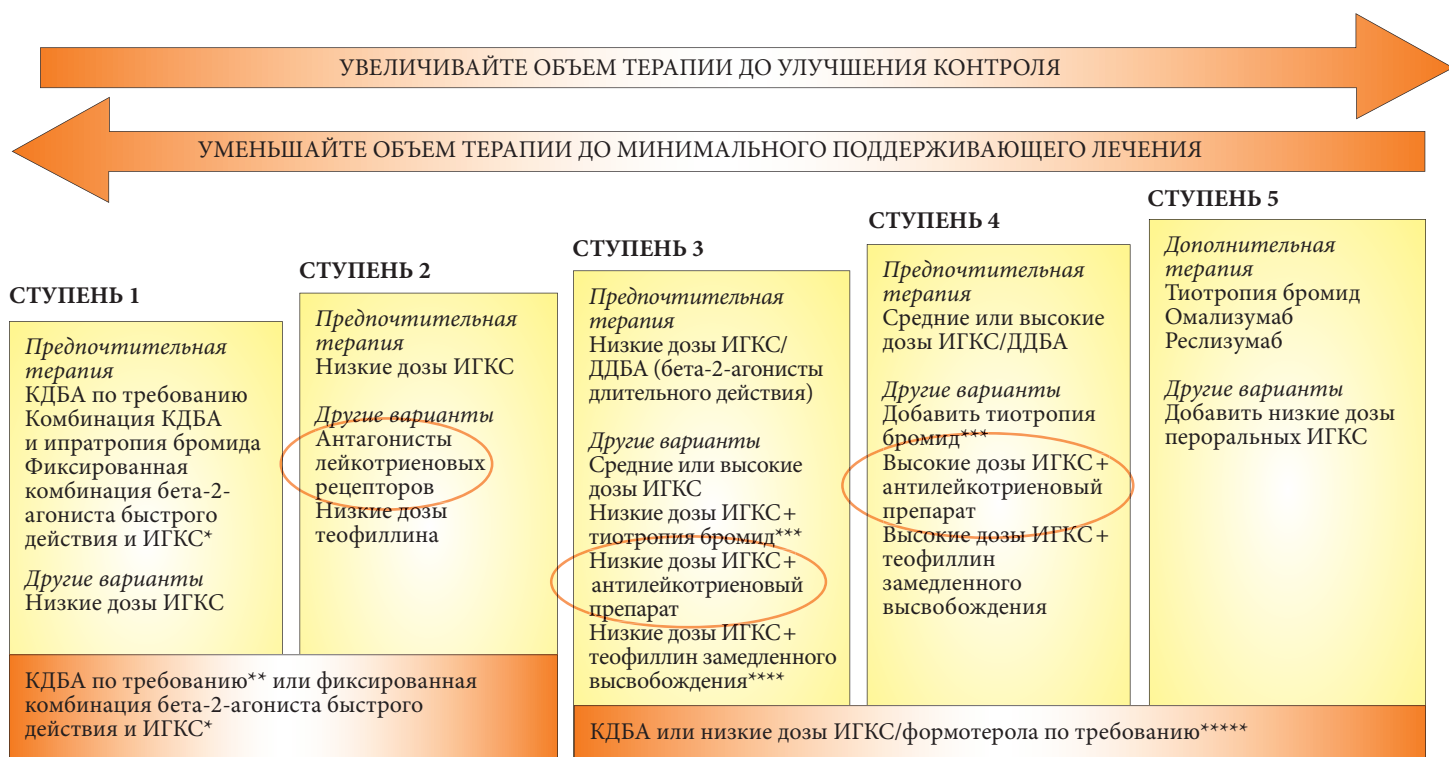 УВЕЛИЧИВАЙТЕ ОБЪЕМ ТЕРАПИИ ДО УЛУЧШЕНИЯ КОНТРОЛЯ
УМЕНЬШАЙТЕ ОБЪЕМ ТЕРАПИИ ДО МИНИМАЛЬНОГО ПОДДЕРЖИВАЮЩЕГО ЛЕЧЕНИЯ
СТУПЕНЬ 1
Предпочтительная
терапия
КДБА по требованию
Комбинация КДБА
и ипратропия бромида
Фиксированная
комбинация бета-2-
агониста быстрого
действия и ИГКС*
Другие варианты
Низкие дозы ИГКС
СТУПЕНЬ 2
Предпочтительная
терапия
Низкие дозы ИГКС
Другие варианты
Антагонисты
лейкотриеновых
рецепторов
Низкие дозы
теофиллина
КДБА по требованию** или фиксированная
комбинация бета-2-агониста быстрого
действия и ИГКС*
СТУПЕНЬ 3
Предпочтительная
терапия
Низкие дозы ИГКС/
ДДБА (бета-2-агонисты
длительного действия)
Другие варианты
Средние или высокие
дозы ИГКС
Низкие дозы ИГКС+
тиотропия бромид***
Низкие дозы ИГКС+
антилейкотриеновый
препарат
Низкие дозы ИГКС+
теофиллин замедленного
высвобождения****
СТУПЕНЬ 4
Предпочтительная
терапия
Средние или высокие
дозы ИГКС/ДДБА
Другие варианты
Добавить тиотропия
бромид***
Высокие дозы ИГКС+
антилейкотриеновый
препарат
Высокие дозы ИГКС+
теофиллин
замедленного
высвобождения
СТУПЕНЬ 5
Дополнительная
терапия
Тиотропия бромид
Омализумаб
Реслизумаб
Другие варианты
Добавить низкие дозы
пероральных ИГКС
КДБА или низкие дозы ИГКС/формотерола по требованию*****